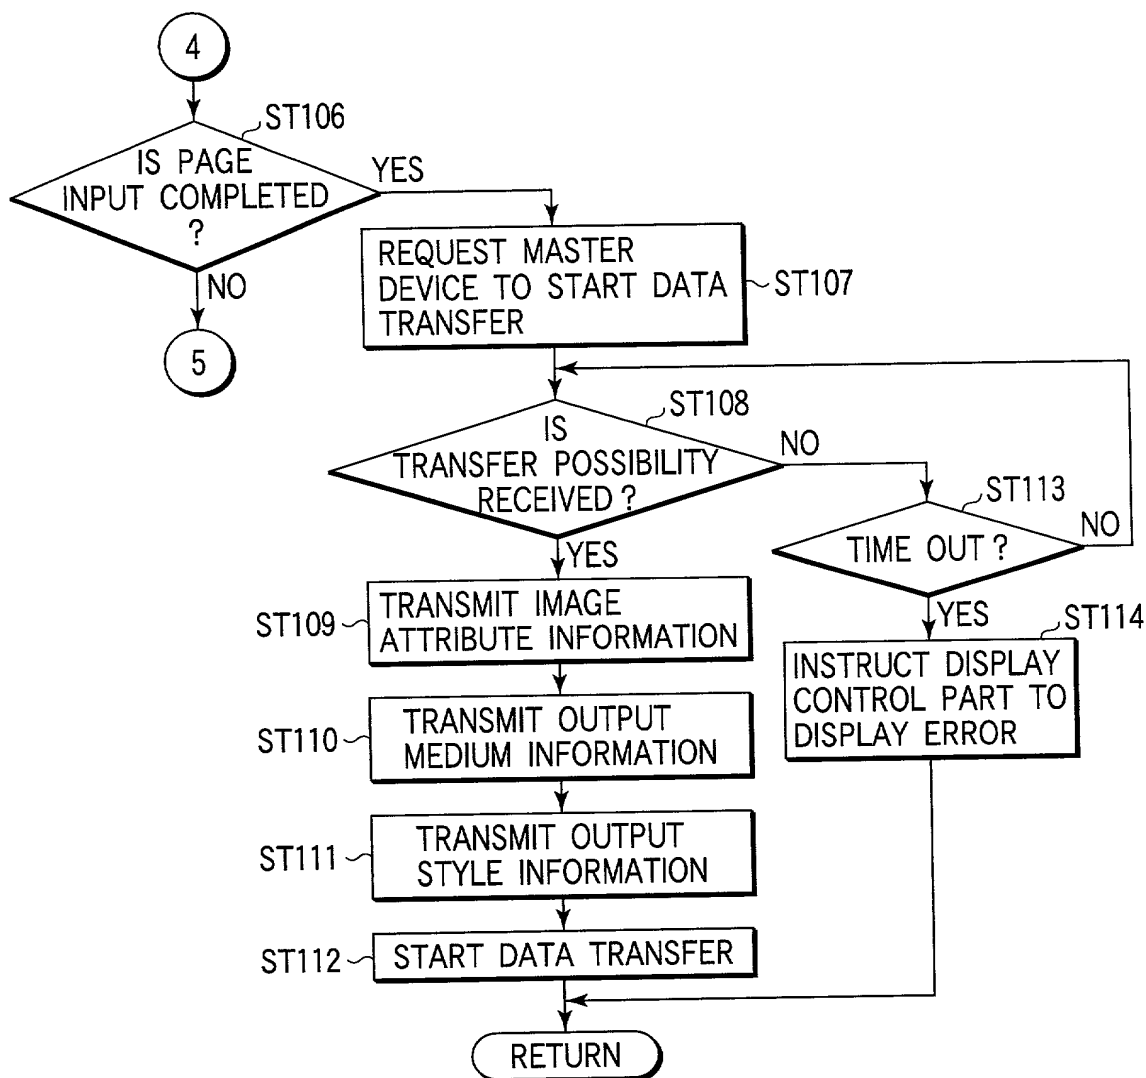 4
ST106
IS PAGE
INPUT COMPLETED
?
YES
NO
5
REQUEST MASTER
DEVICE TO START DATA
TRANSFER
ST107
ST108
IS
TRANSFER POSSIBILITY
RECEIVED?
NO
YES
ST113
TIME OUT?
NO
YES
ST109
TRANSMIT IMAGE
ATTRIBUTE INFORMATION
ST114
INSTRUCT DISPLAY
CONTROL PART TO
DISPLAY ERROR
ST110
TRANSMIT OUTPUT
MEDIUM INFORMATION
ST111
TRANSMIT OUTPUT
STYLE INFORMATION
ST112
START DATA TRANSFER
RETURN